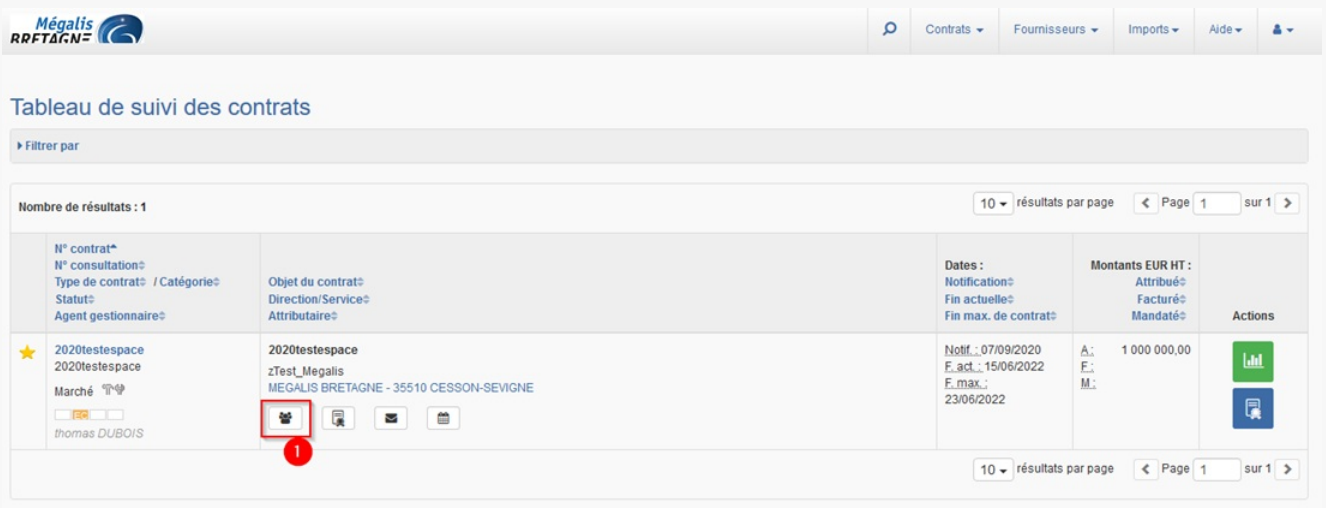 Mégalis
BRETAGNE
Contrats
Fournisseurs
Imports
Aide
Tableau de suivi des contrats
Filtrer par
Nombre de résultats : 1
10 résultats par page Page 1 sur 1
N° contrat
N° consultation
Type de contrat / Catégorie
Statut
Agent gestionnaire
Objet du contrat
Direction/Service
Attributaire
Dates :
Notification
Fin actuelle
Fin max. de contrat
Montants EUR HT :
Attribué
Facturé
Mandaté
Actions
2020testespace
2020testespace
Marché
EC
thomas DUBOIS
2020testespace
zTest_Megalis
MEGALIS BRETAGNE - 35510 CESSON-SEVIGNE
1
Notif. : 07/09/2020
F. act. : 15/06/2022
F. max. :
23/06/2022
A : 1 000 000,00
F :
M :
10 résultats par page Page 1 sur 1